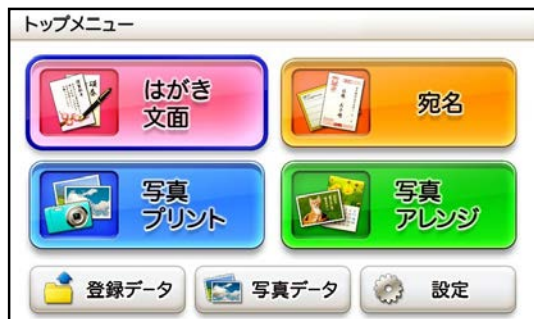 トップメニュー
はがき
文面
宛名
写真
プリント
写真
アレンジ
登録データ
写真データ
設定